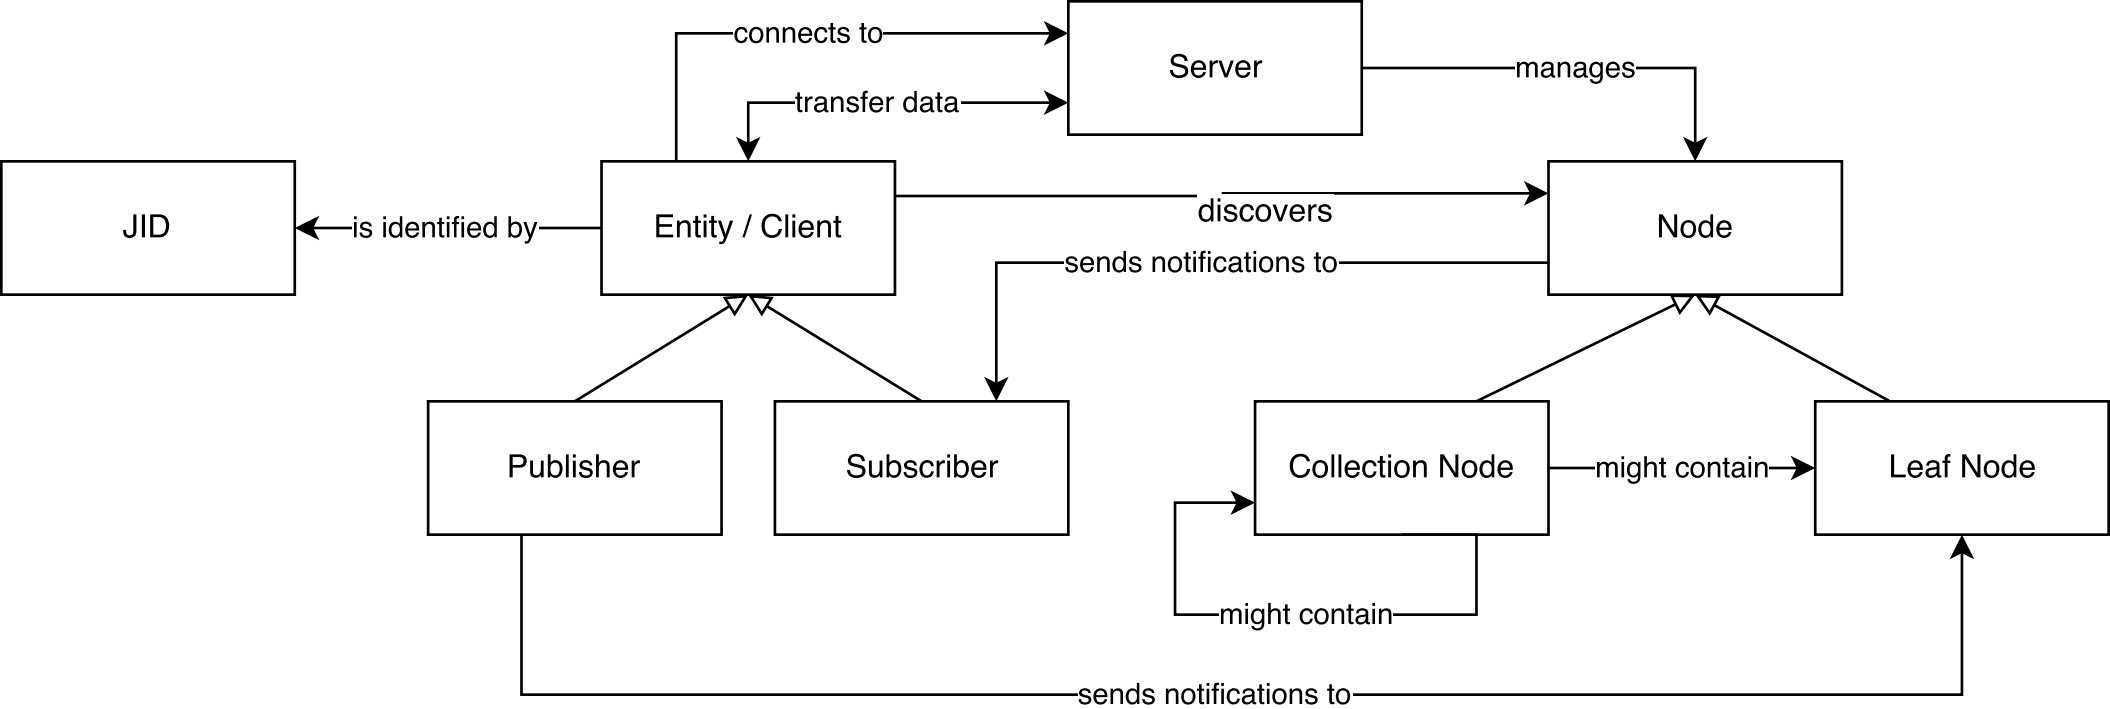 connects to
Server
manages
transfer data
JID
is identified by
Entity / Client
discovers
Node
sends notifications to
Publisher
Subscriber
Collection Node
might contain
Leaf Node
might contain
sends notifications to